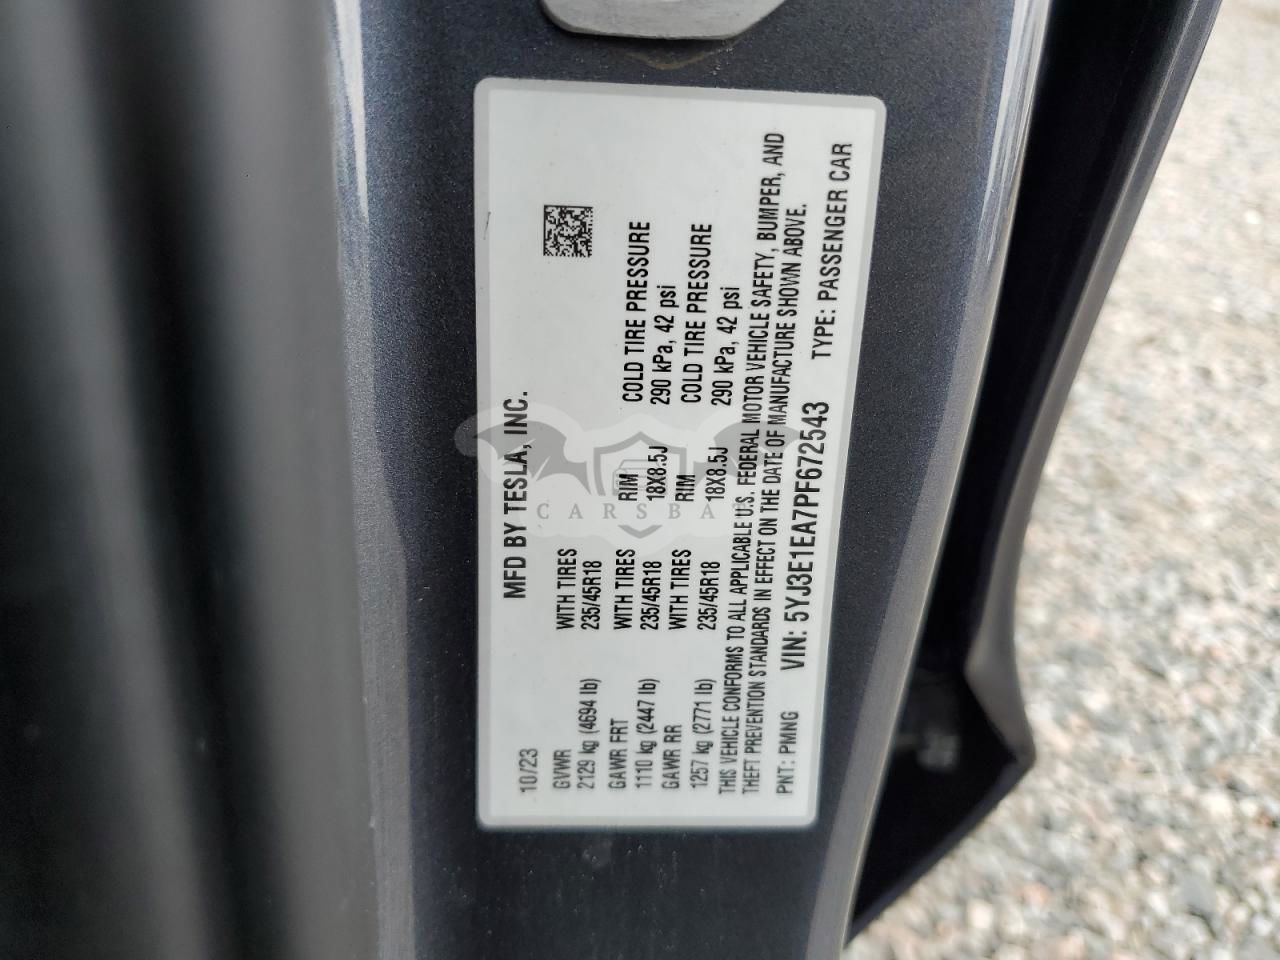 MFD BY TESLA, INC.
10/23
GVWR WITH TIRES
2129 kg (4694 lb) 235/45R18
GAWR FRT WITH TIRES RIM COLD TIRE PRESSURE
1110 kg (2447 lb) 235/45R18 18X8.5J 290 kPa, 42 psi
GAWR RR WITH TIRES RIM COLD TIRE PRESSURE
1257 kg (2771 lb) 235/45R18 18X8.5J 290 kPa, 42 psi
THIS VEHICLE CONFORMS TO ALL APPLICABLE U.S. FEDERAL MOTOR VEHICLE SAFETY, BUMPER, AND
THEFT PREVENTION STANDARDS IN EFFECT ON THE DATE OF MANUFACTURE SHOWN ABOVE.
PNT: PMNG VIN: 5YJ3E1EA7PF672543 TYPE: PASSENGER CAR